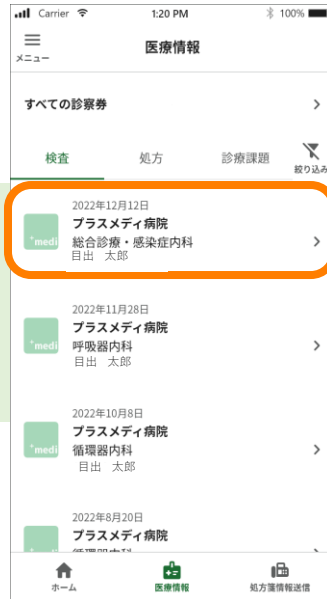 Carrier 1:20 PM 100%
メニュー
医療情報
すべての診察券
検査 処方 診療課題 絞り込み
2022年12月12日
プラスメディ病院
総合診療・感染症内科
目出 太郎
+medi
2022年11月28日
プラスメディ病院
呼吸器内科
目出 太郎
+medi
2022年10月8日
プラスメディ病院
循環器内科
目出 太郎
+medi
2022年8月20日
プラスメディ病院
+medi
ホーム 医療情報 処方箋情報送信